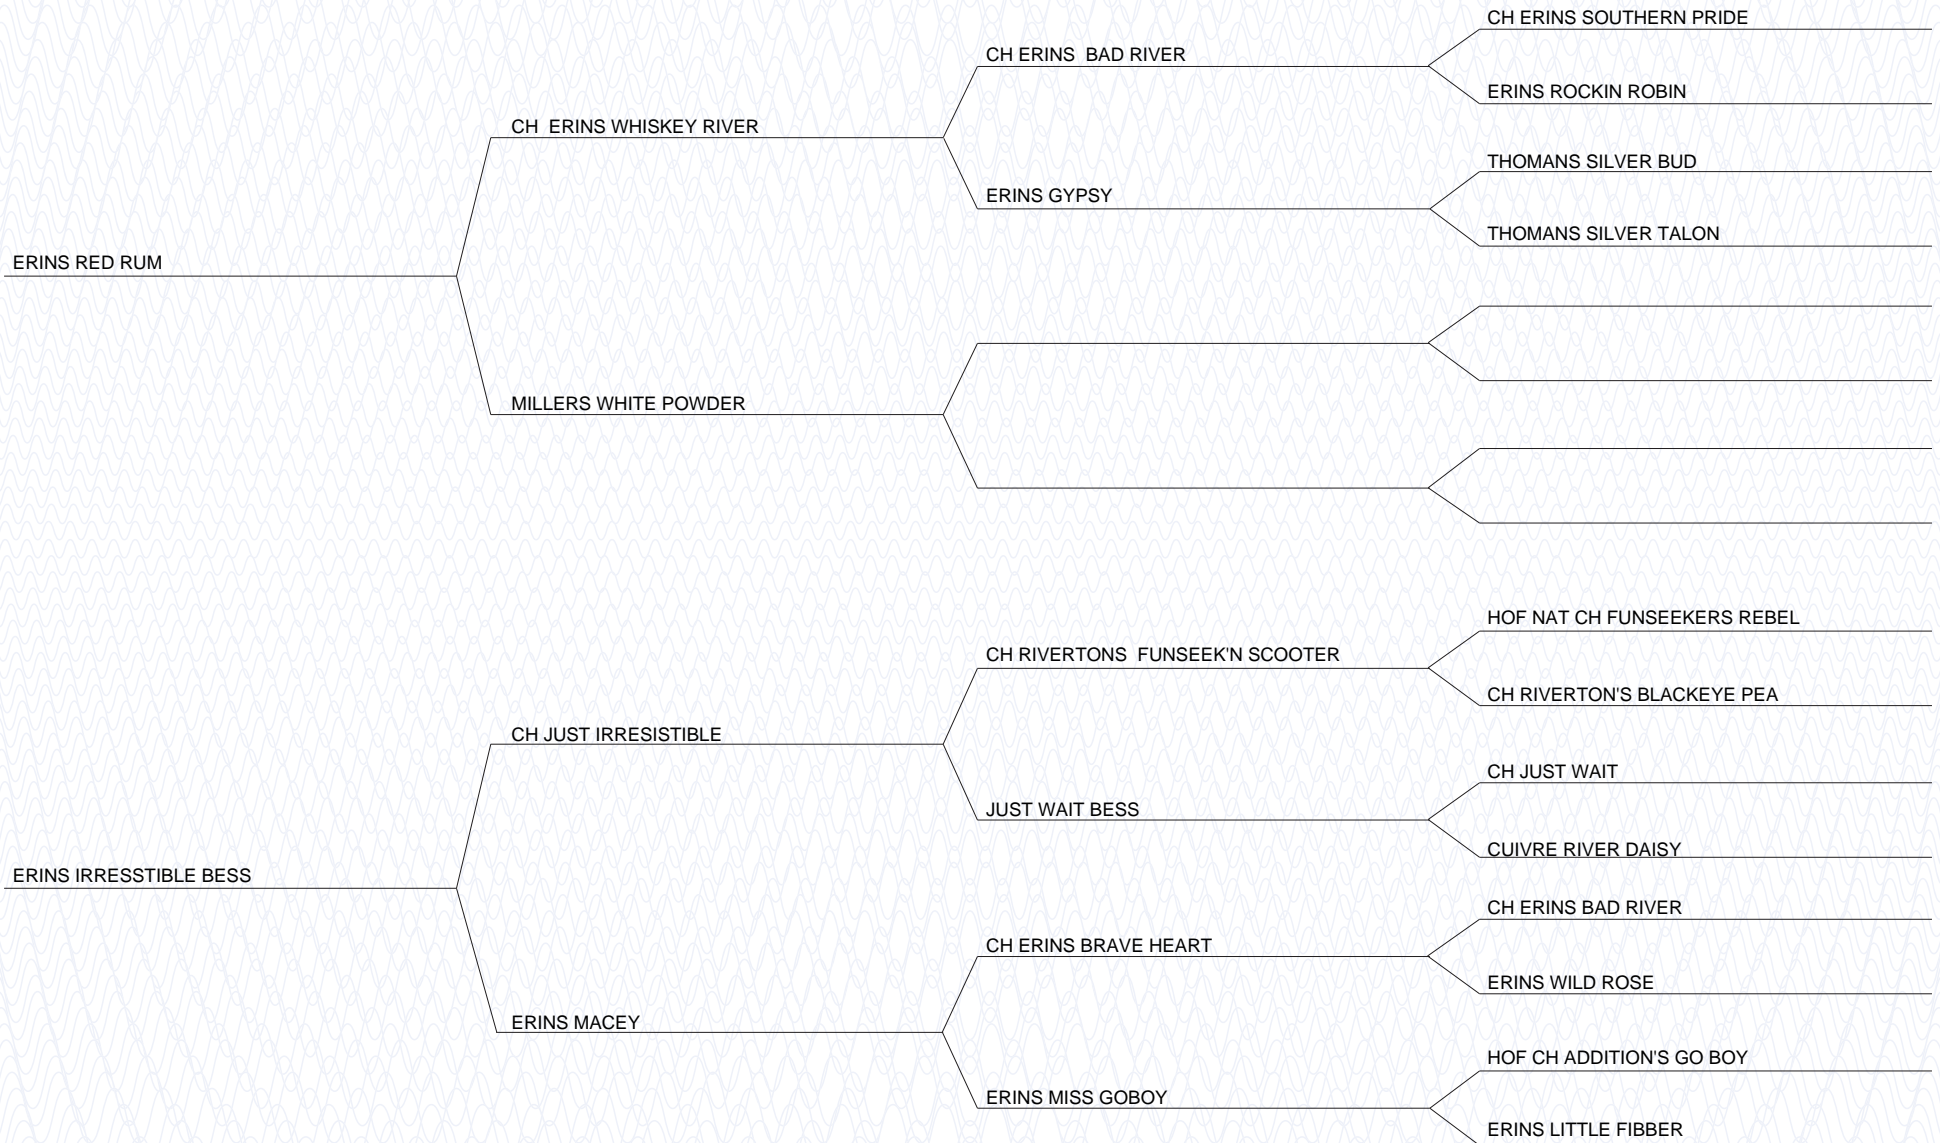 CH ERINS SOUTHERN PRIDE
CH ERINS  BAD RIVER
ERINS ROCKIN ROBIN
CH  ERINS WHISKEY RIVER
THOMANS SILVER BUD
ERINS GYPSY
THOMANS SILVER TALON
ERINS RED RUM
MILLERS WHITE POWDER
HOF NAT CH FUNSEEKERS REBEL
CH RIVERTONS  FUNSEEK'N SCOOTER
CH RIVERTON'S BLACKEYE PEA
CH JUST IRRESISTIBLE
CH JUST WAIT
JUST WAIT BESS
CUIVRE RIVER DAISY
ERINS IRRESSTIBLE BESS
CH ERINS BAD RIVER
CH ERINS BRAVE HEART
ERINS WILD ROSE
ERINS MACEY
HOF CH ADDITION'S GO BOY
ERINS MISS GOBOY
ERINS LITTLE FIBBER